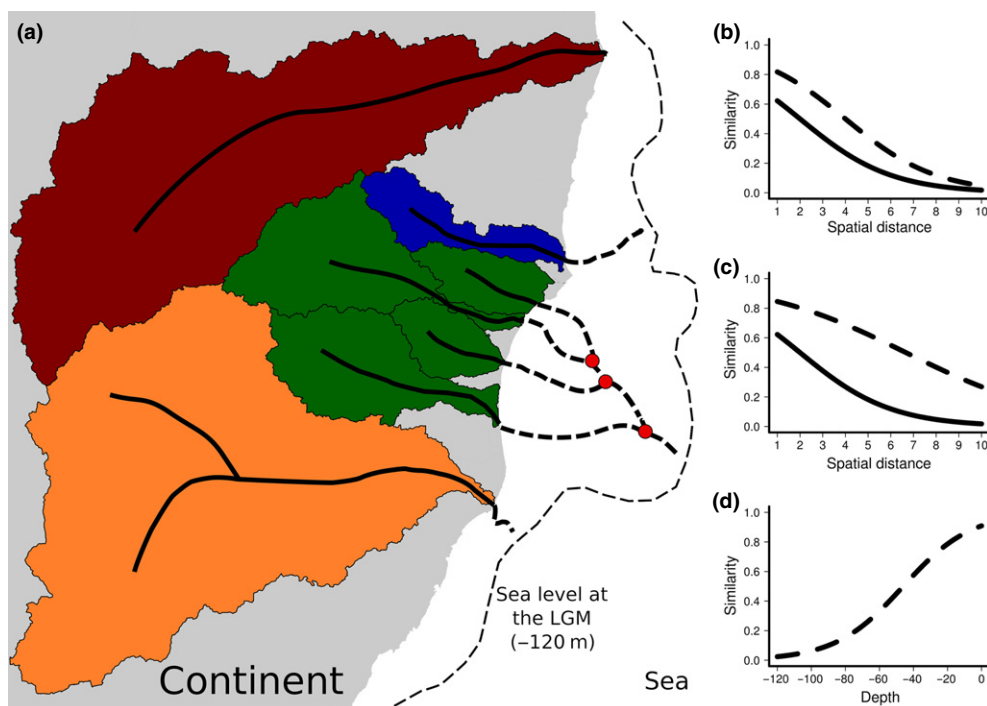 (a)
Sea level at
the LGM
(–120 m)
Continent
Sea
(b)
1.0
0.8
0.6
0.4
0.2
0.0
Similarity
1 2 3 4 5 6 7 8 9 10
Spatial distance
(c)
1.0
0.8
0.6
0.4
0.2
0.0
Similarity
1 2 3 4 5 6 7 8 9 10
Spatial distance
(d)
1.0
0.8
0.6
0.4
0.2
0.0
Similarity
−120 −100 −80 −60 −40 −20 0
Depth